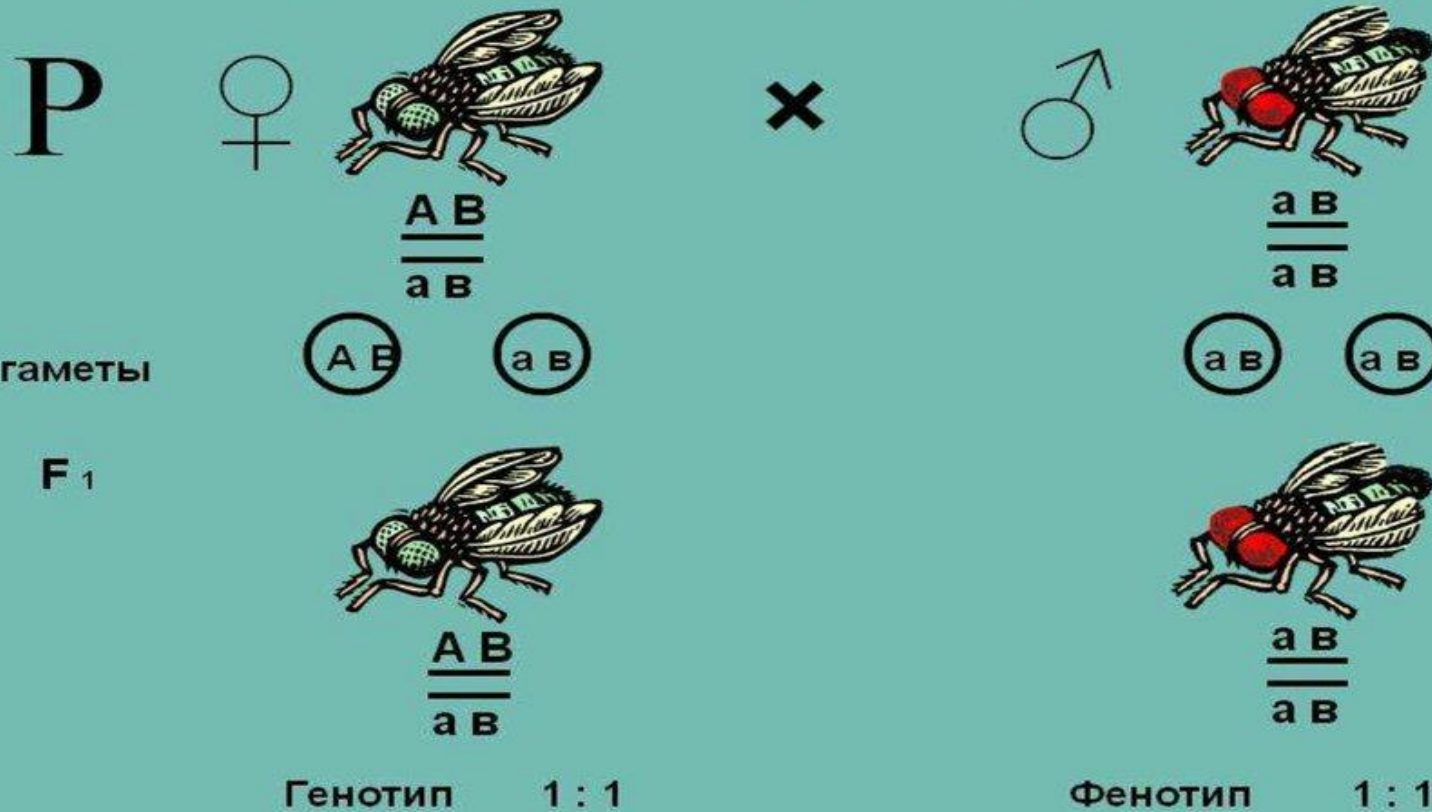 Р ♀ × ♂
А В а в
а в а в
гаметы А В а в а в а в
F 1
А В а в
а в а в
Генотип 1 : 1 Фенотип 1 : 1